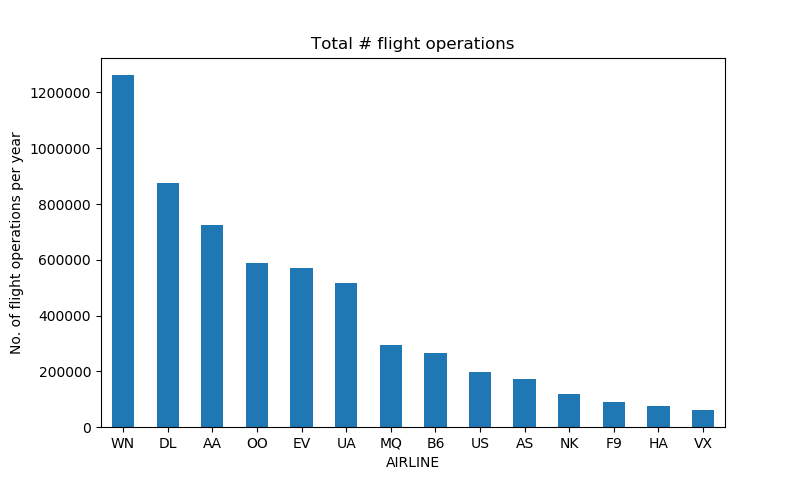 Total # flight operations
No. of flight operations per year
1200000
1000000
800000
600000
400000
200000
0
WN DL AA OO EV UA MQ B6 US AS NK F9 HA VX
AIRLINE